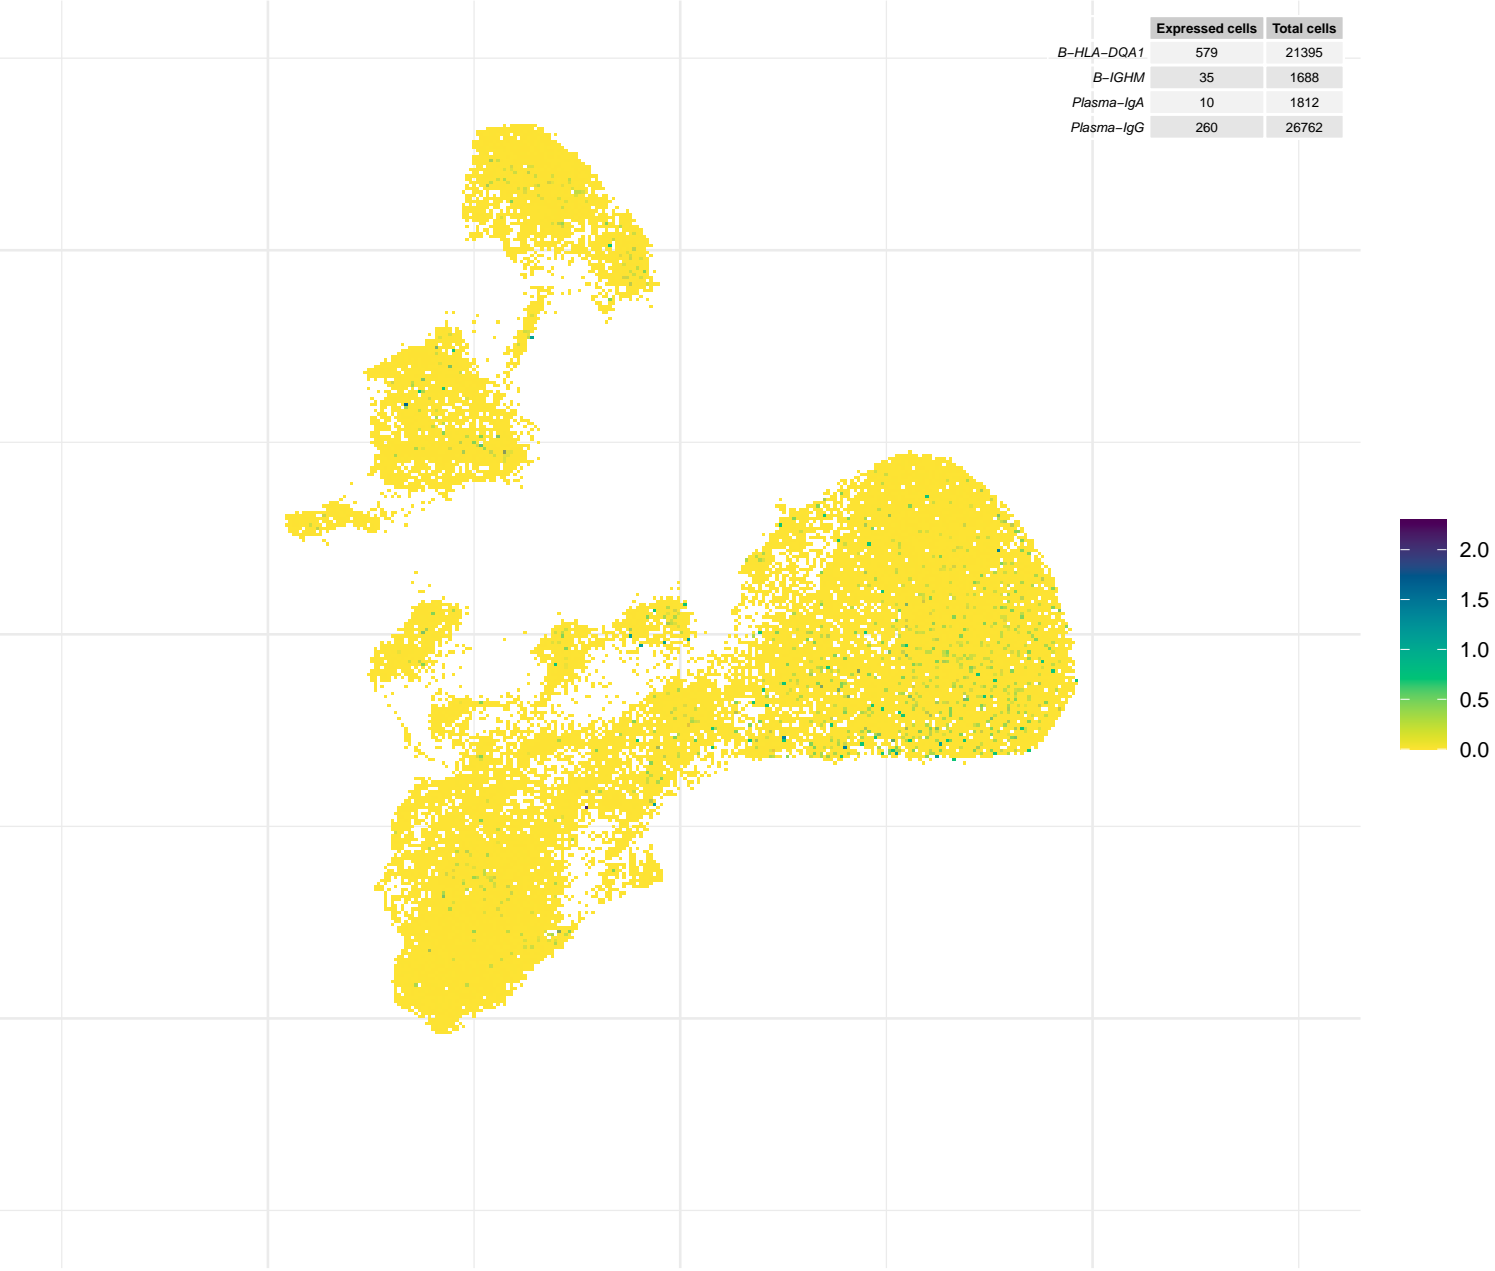 Expressed cells Total cells
B−HLA−DQA1 579 21395
B−IGHM 35 1688
Plasma−IgA 10 1812
Plasma−IgG 260 26762
2.0
1.5
1.0
0.5
0.0